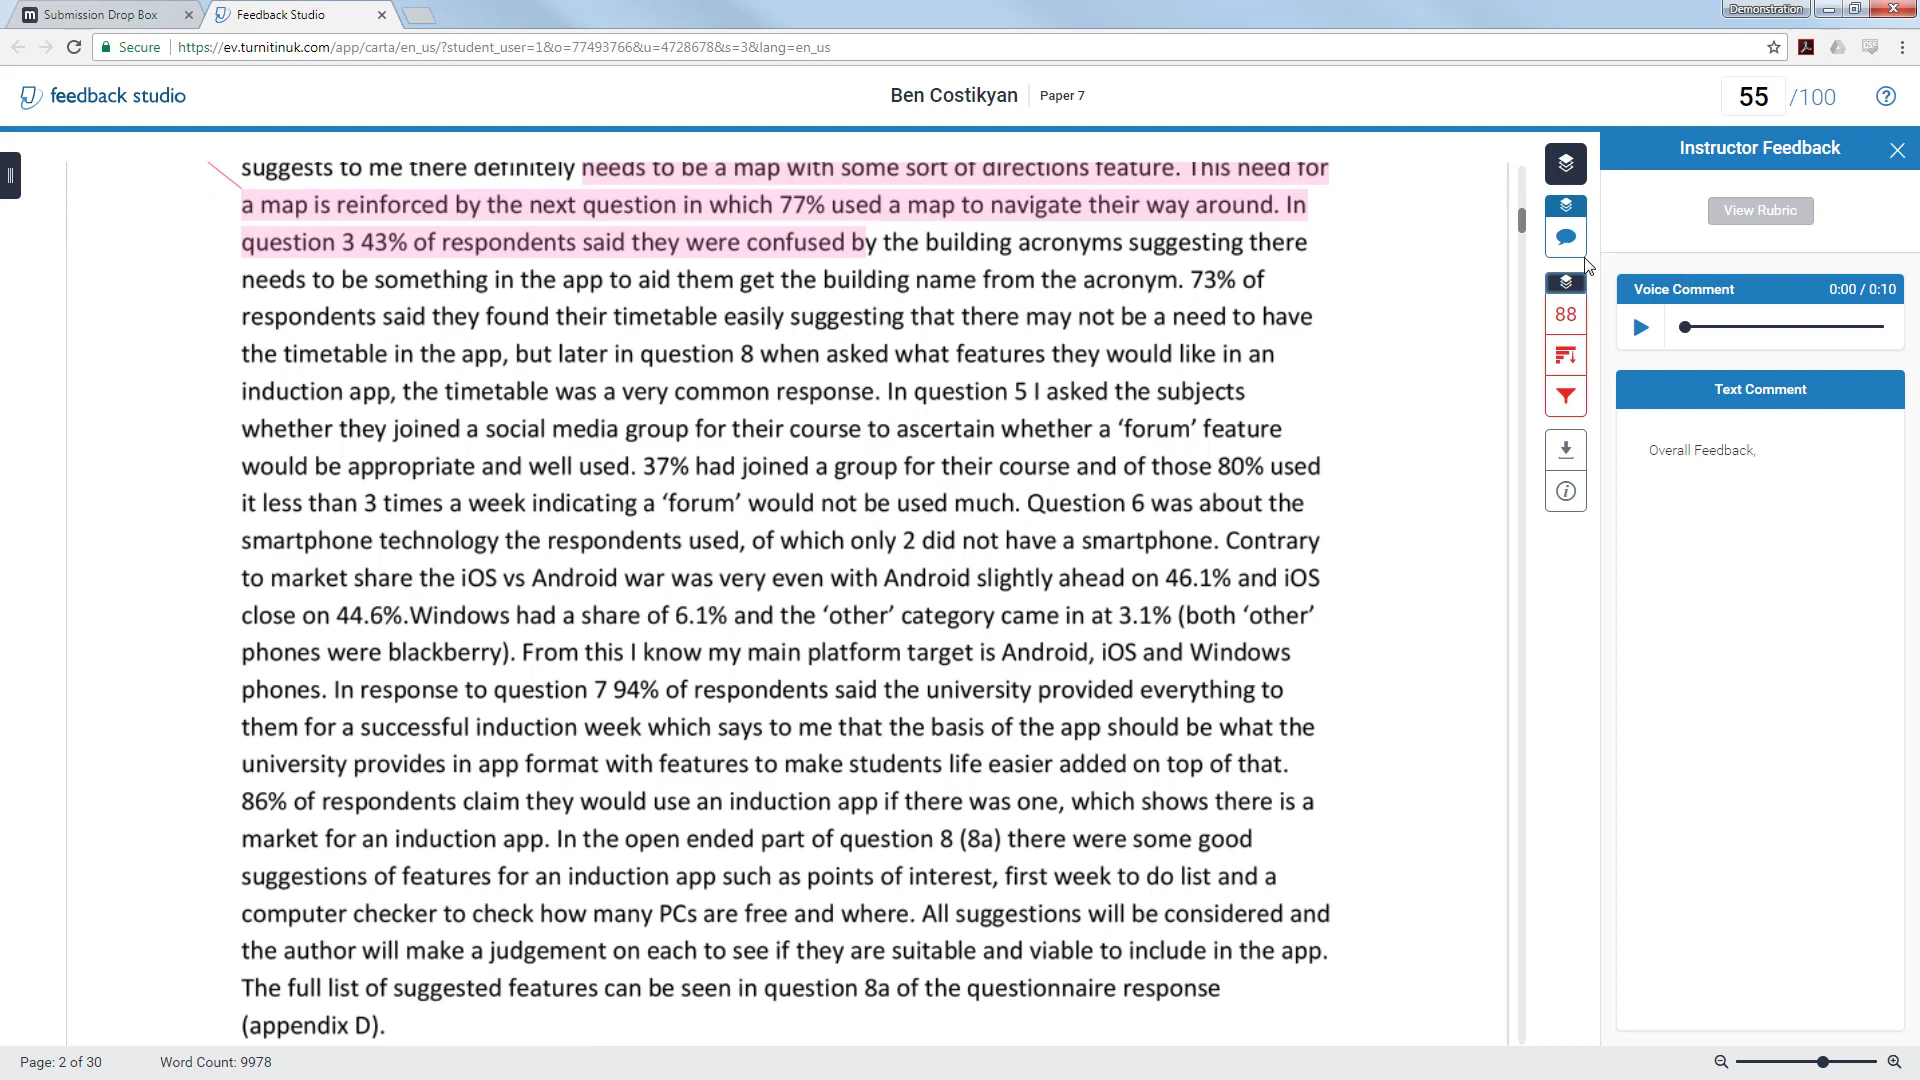 Submission Drop Box
Feedback Studio
Demonstration
Secure
https://ev.turnitinuk.com/app/carta/en_us/?student_user=1&o=77493766&u=4728678&s=3&lang=en_us
feedback studio
Ben Costikyan
Paper 7
55 /100
suggests to me there definitely needs to be a map with some sort of directions feature. This need for
a map is reinforced by the next question in which 77% used a map to navigate their way around. In
question 3 43% of respondents said they were confused by the building acronyms suggesting there
needs to be something in the app to aid them get the building name from the acronym. 73% of
respondents said they found their timetable easily suggesting that there may not be a need to have
the timetable in the app, but later in question 8 when asked what features they would like in an
induction app, the timetable was a very common response. In question 5 I asked the subjects
whether they joined a social media group for their course to ascertain whether a ‘forum’ feature
would be appropriate and well used. 37% had joined a group for their course and of those 80% used
it less than 3 times a week indicating a ‘forum’ would not be used much. Question 6 was about the
smartphone technology the respondents used, of which only 2 did not have a smartphone. Contrary
to market share the iOS vs Android war was very even with Android slightly ahead on 46.1% and iOS
close on 44.6%.Windows had a share of 6.1% and the ‘other’ category came in at 3.1% (both ‘other’
phones were blackberry). From this I know my main platform target is Android, iOS and Windows
phones. In response to question 7 94% of respondents said the university provided everything to
them for a successful induction week which says to me that the basis of the app should be what the
university provides in app format with features to make students life easier added on top of that.
86% of respondents claim they would use an induction app if there was one, which shows there is a
market for an induction app. In the open ended part of question 8 (8a) there were some good
suggestions of features for an induction app such as points of interest, first week to do list and a
computer checker to check how many PCs are free and where. All suggestions will be considered and
the author will make a judgement on each to see if they are suitable and viable to include in the app.
The full list of suggested features can be seen in question 8a of the questionnaire response
(appendix D).
88
Instructor Feedback
View Rubric
Voice Comment
0:00 / 0:10
Text Comment
Overall Feedback,
Page: 2 of 30
Word Count: 9978